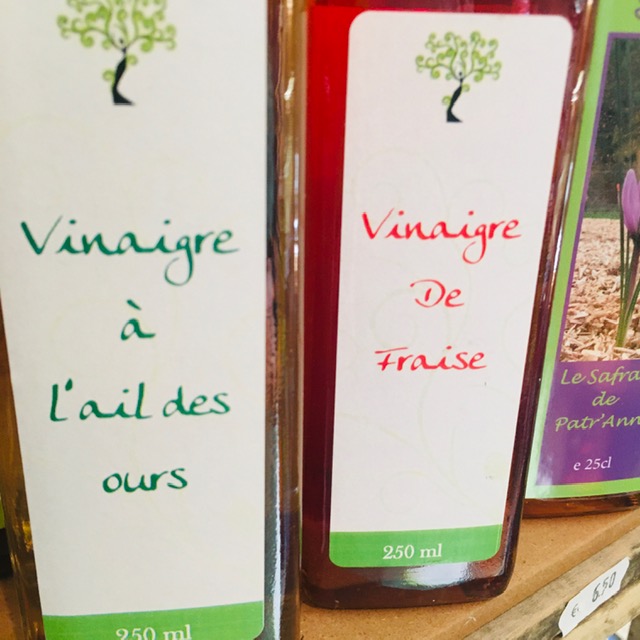 Vinaigre
à
l'ail des
ours
250 ml
Vinaigre
De
Fraise
250 ml
Le Safra
de
Patr'Ann
e 25cl
€ 6,50